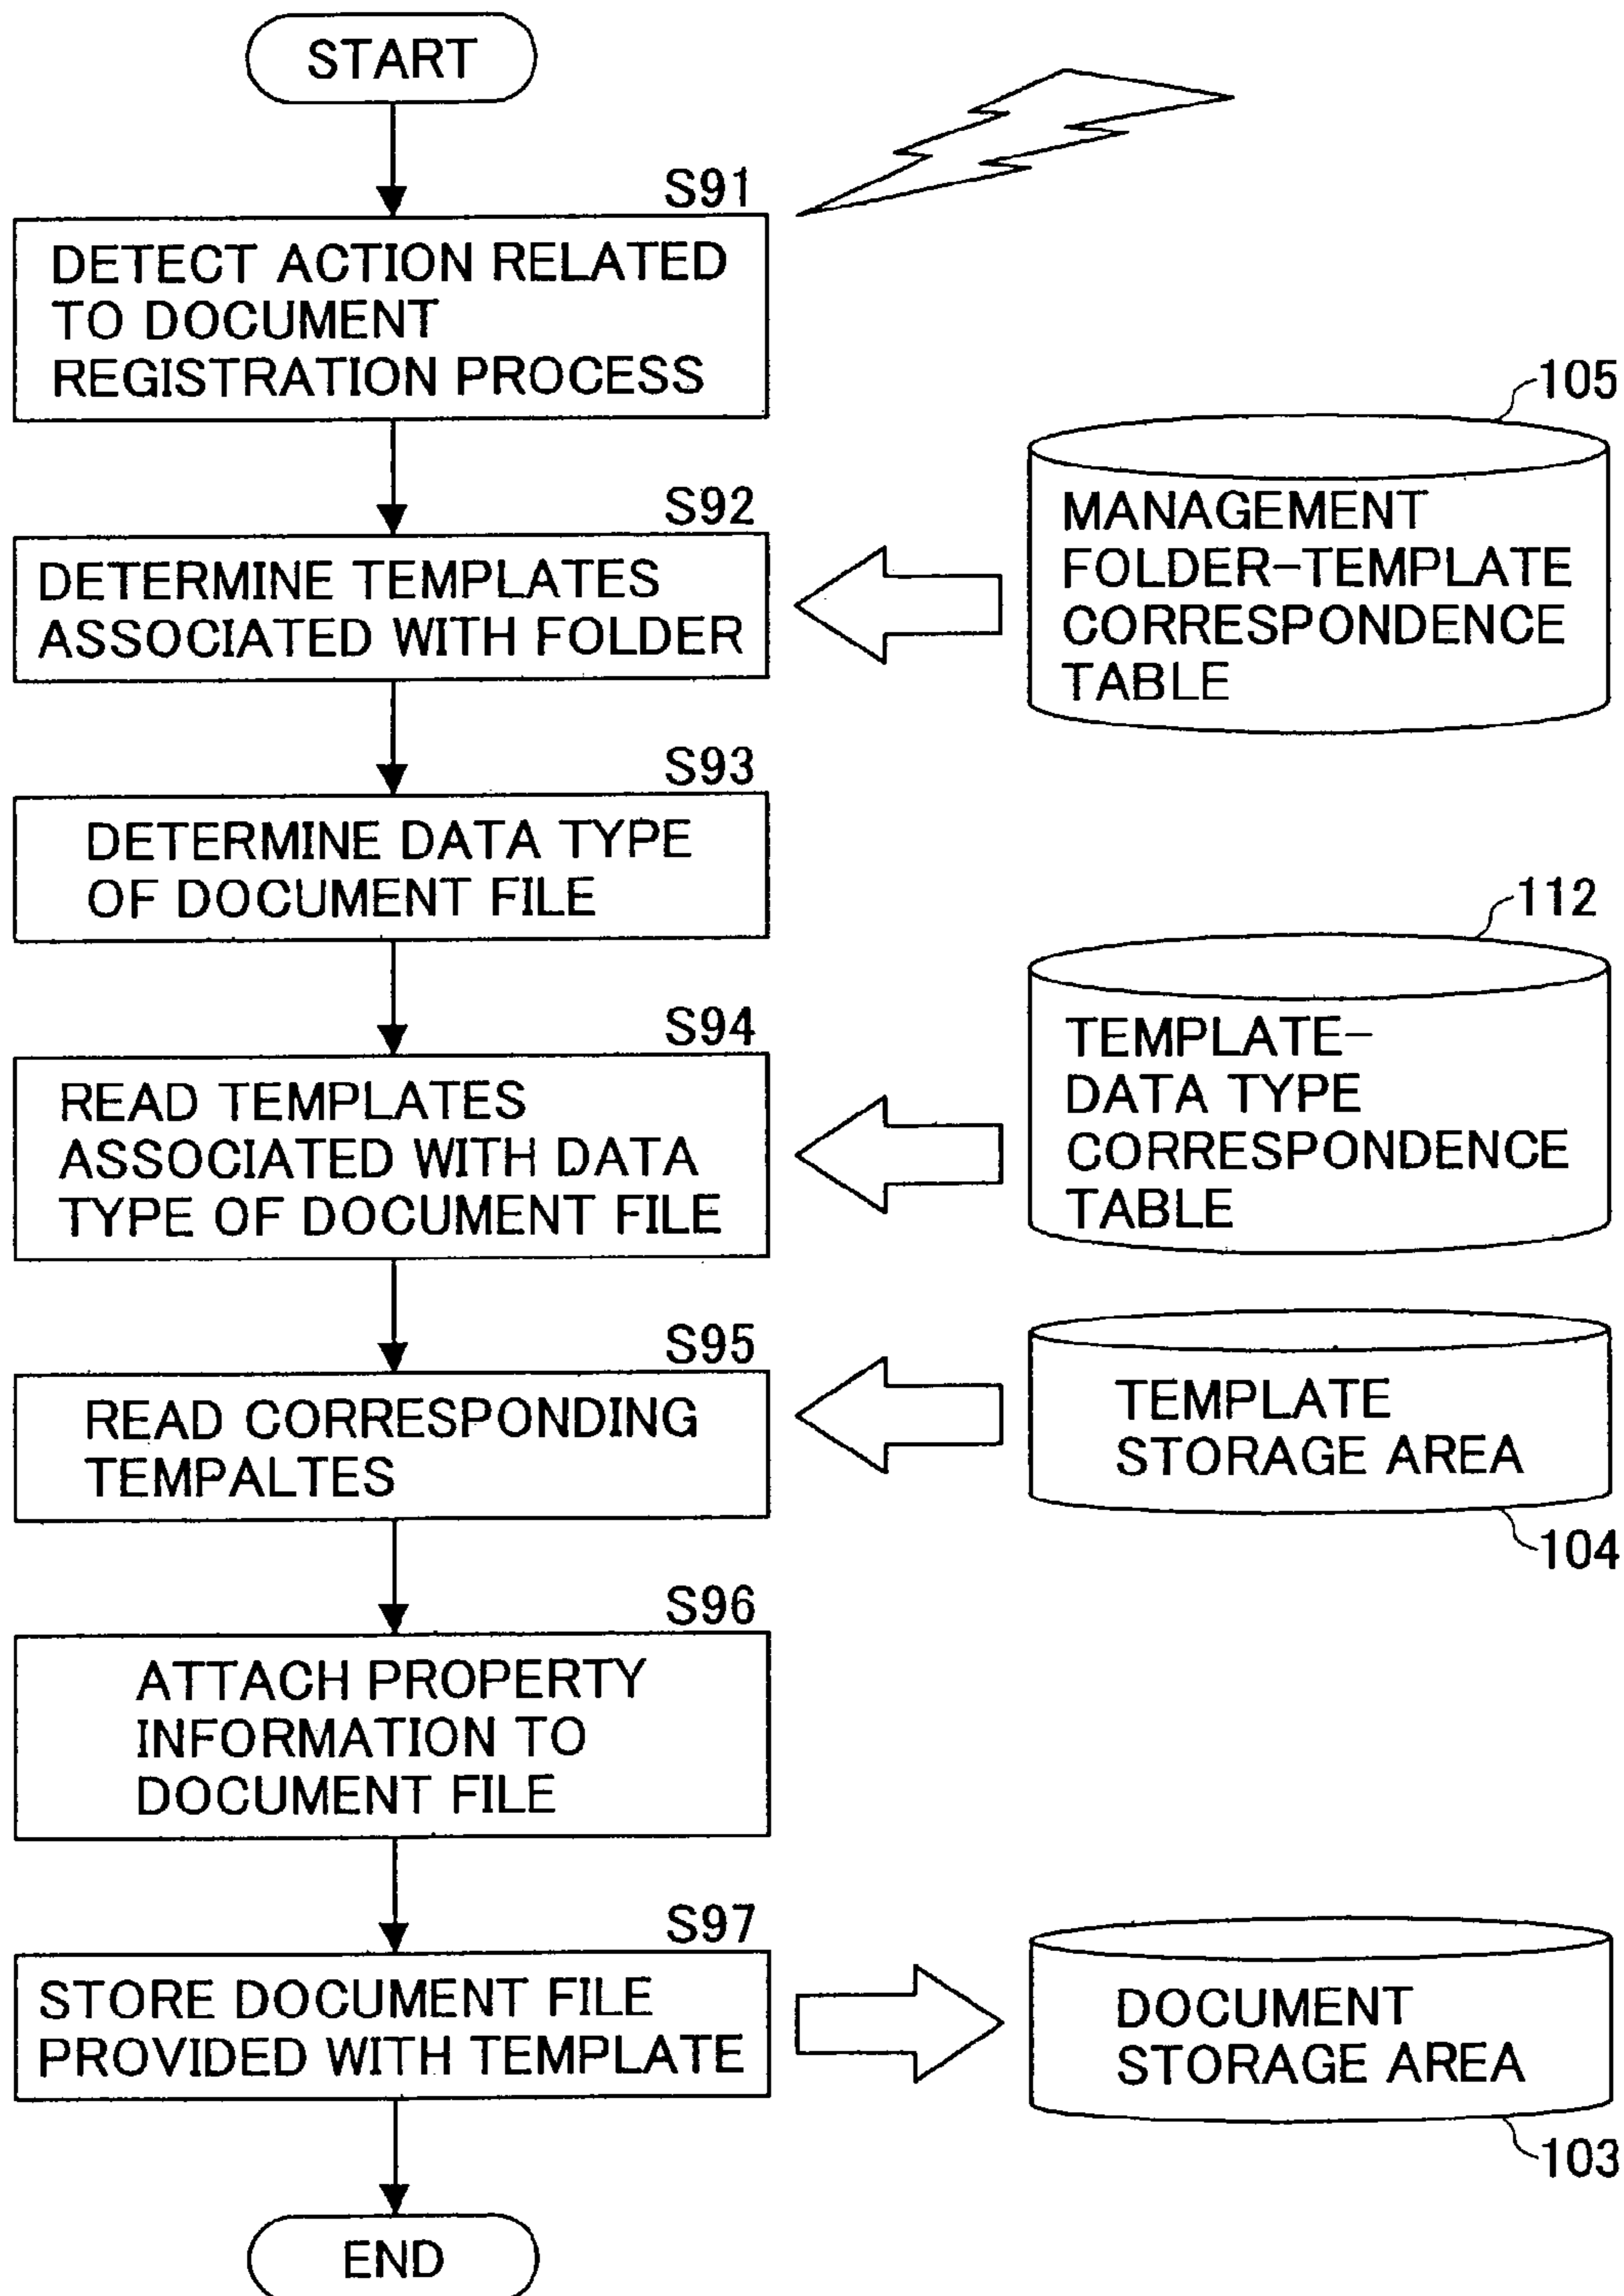 START
S91
DETECT ACTION RELATED
TO DOCUMENT
REGISTRATION PROCESS
105
MANAGEMENT
FOLDER-TEMPLATE
CORRESPONDENCE
TABLE
S92
DETERMINE TEMPLATES
ASSOCIATED WITH FOLDER
S93
DETERMINE DATA TYPE
OF DOCUMENT FILE
112
TEMPLATE-
DATA TYPE
CORRESPONDENCE
TABLE
S94
READ TEMPLATES
ASSOCIATED WITH DATA
TYPE OF DOCUMENT FILE
S95
READ CORRESPONDING
TEMPALTES
TEMPLATE
STORAGE AREA
104
S96
ATTACH PROPERTY
INFORMATION TO
DOCUMENT FILE
S97
STORE DOCUMENT FILE
PROVIDED WITH TEMPLATE
DOCUMENT
STORAGE AREA
103
END